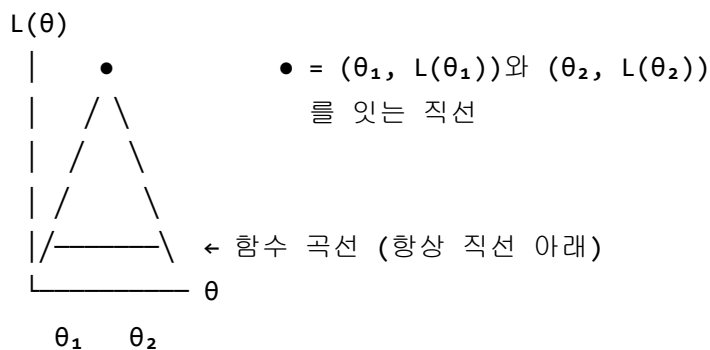 L(θ)
│ ● ● = (θ₁, L(θ₁))와 (θ₂, L(θ₂))
│ / \ 를 잇는 직선
│ / \
│ / \
│/───────\ ← 함수 곡선 (항상 직선 아래)
└────────── θ
θ₁ θ₂